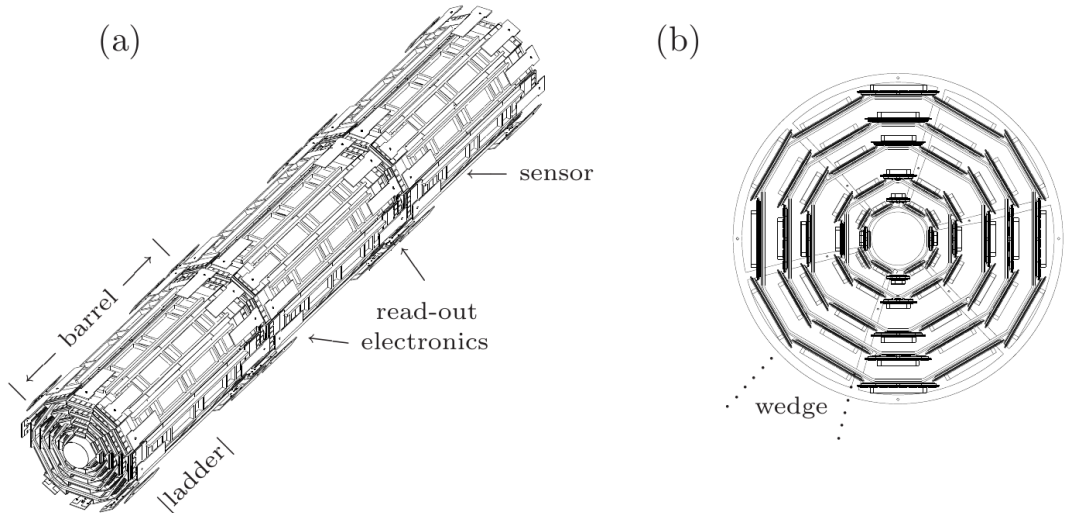 (a)
(b)
sensor
barrel
read-out
electronics
wedge
|ladder|